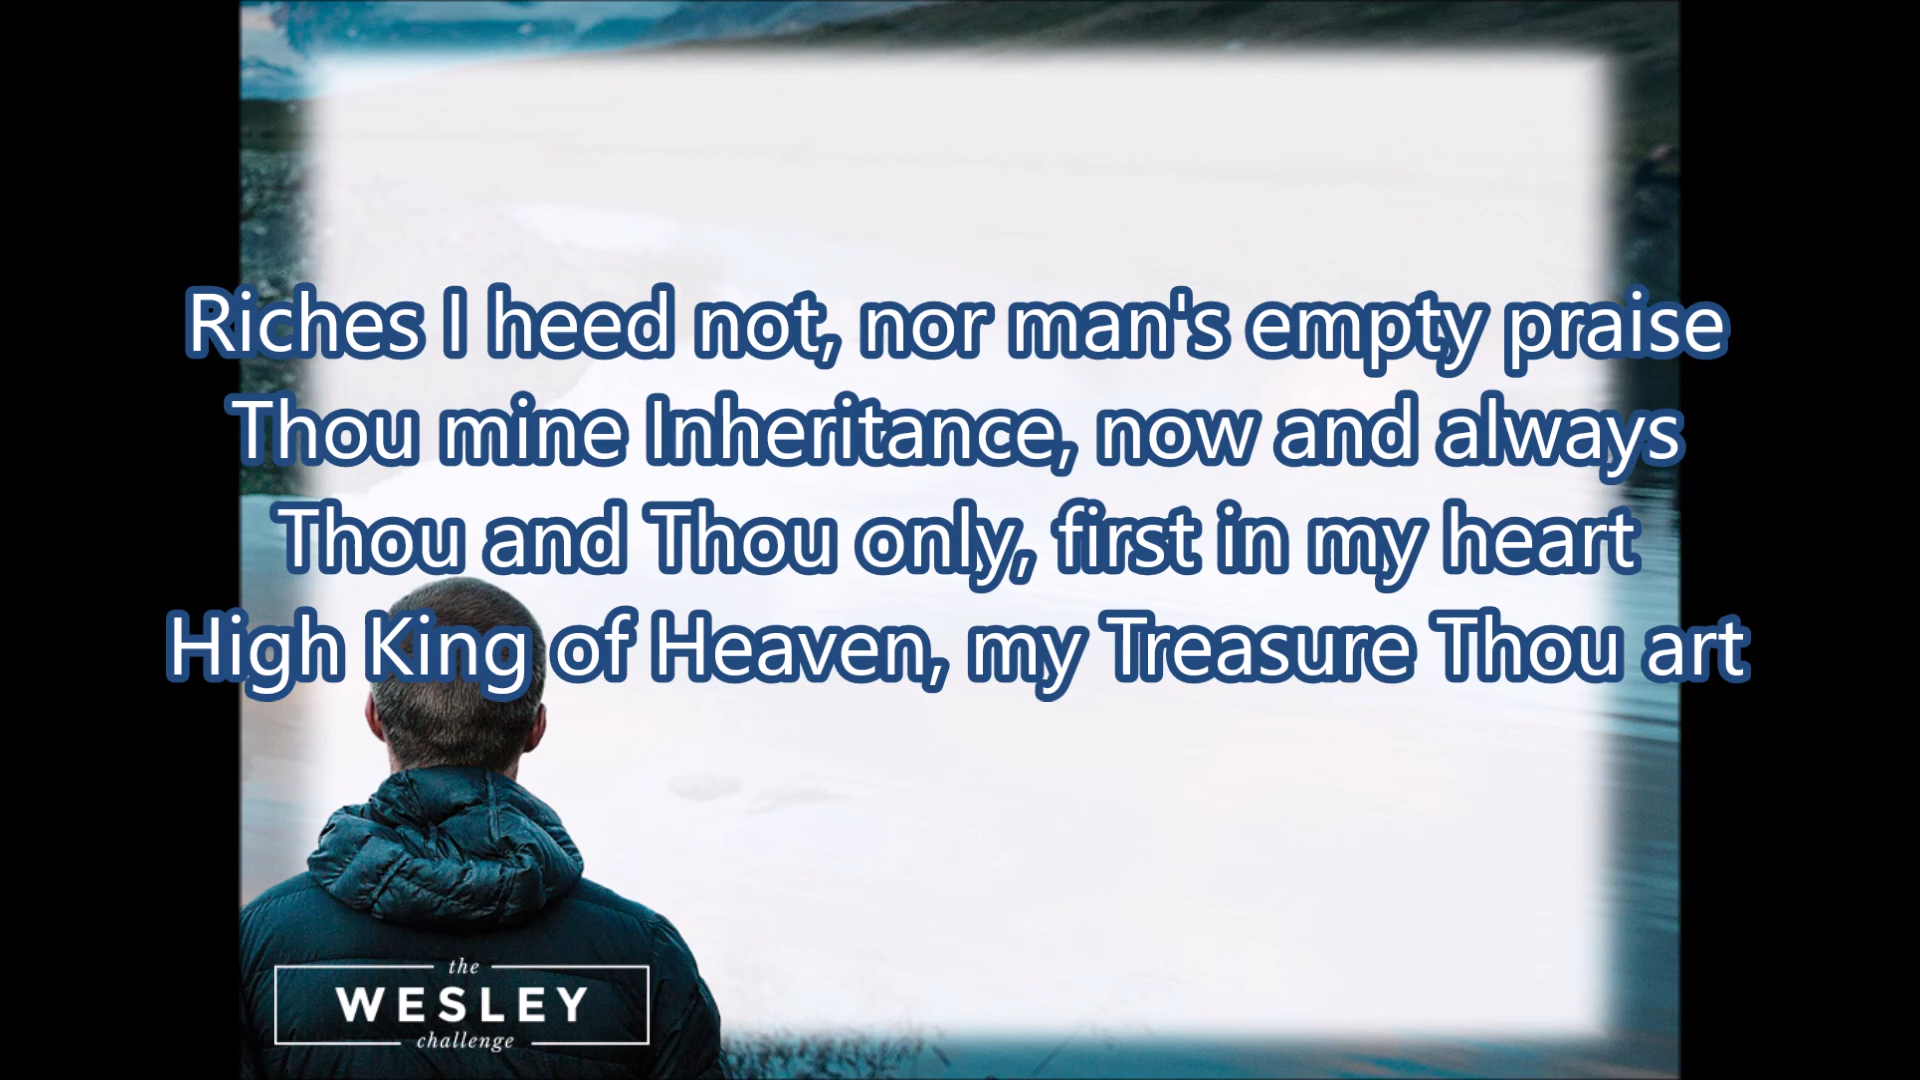 Riches I heed not, nor man's empty praise
Thou mine Inheritance, now and always
Thou and Thou only, first in my heart
High King of Heaven, my Treasure Thou art
the
WESLEY
challenge